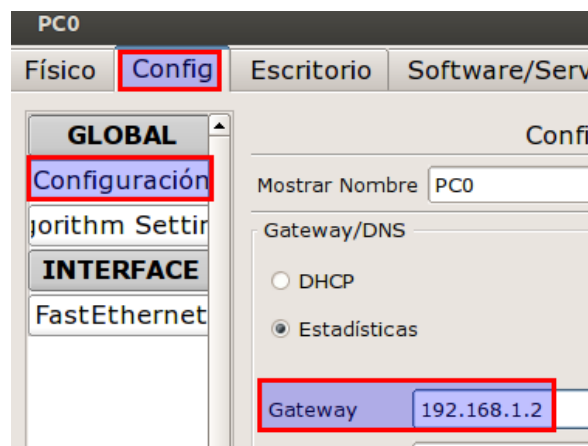 PC0
Físico Config Escritorio Software/Serv
GLOBAL
Configuración
Confi
Mostrar Nombre PC0
gorithm Settin
Gateway/DNS
INTERFACE
DHCP
FastEthernet
Estadísticas
Gateway 192.168.1.2